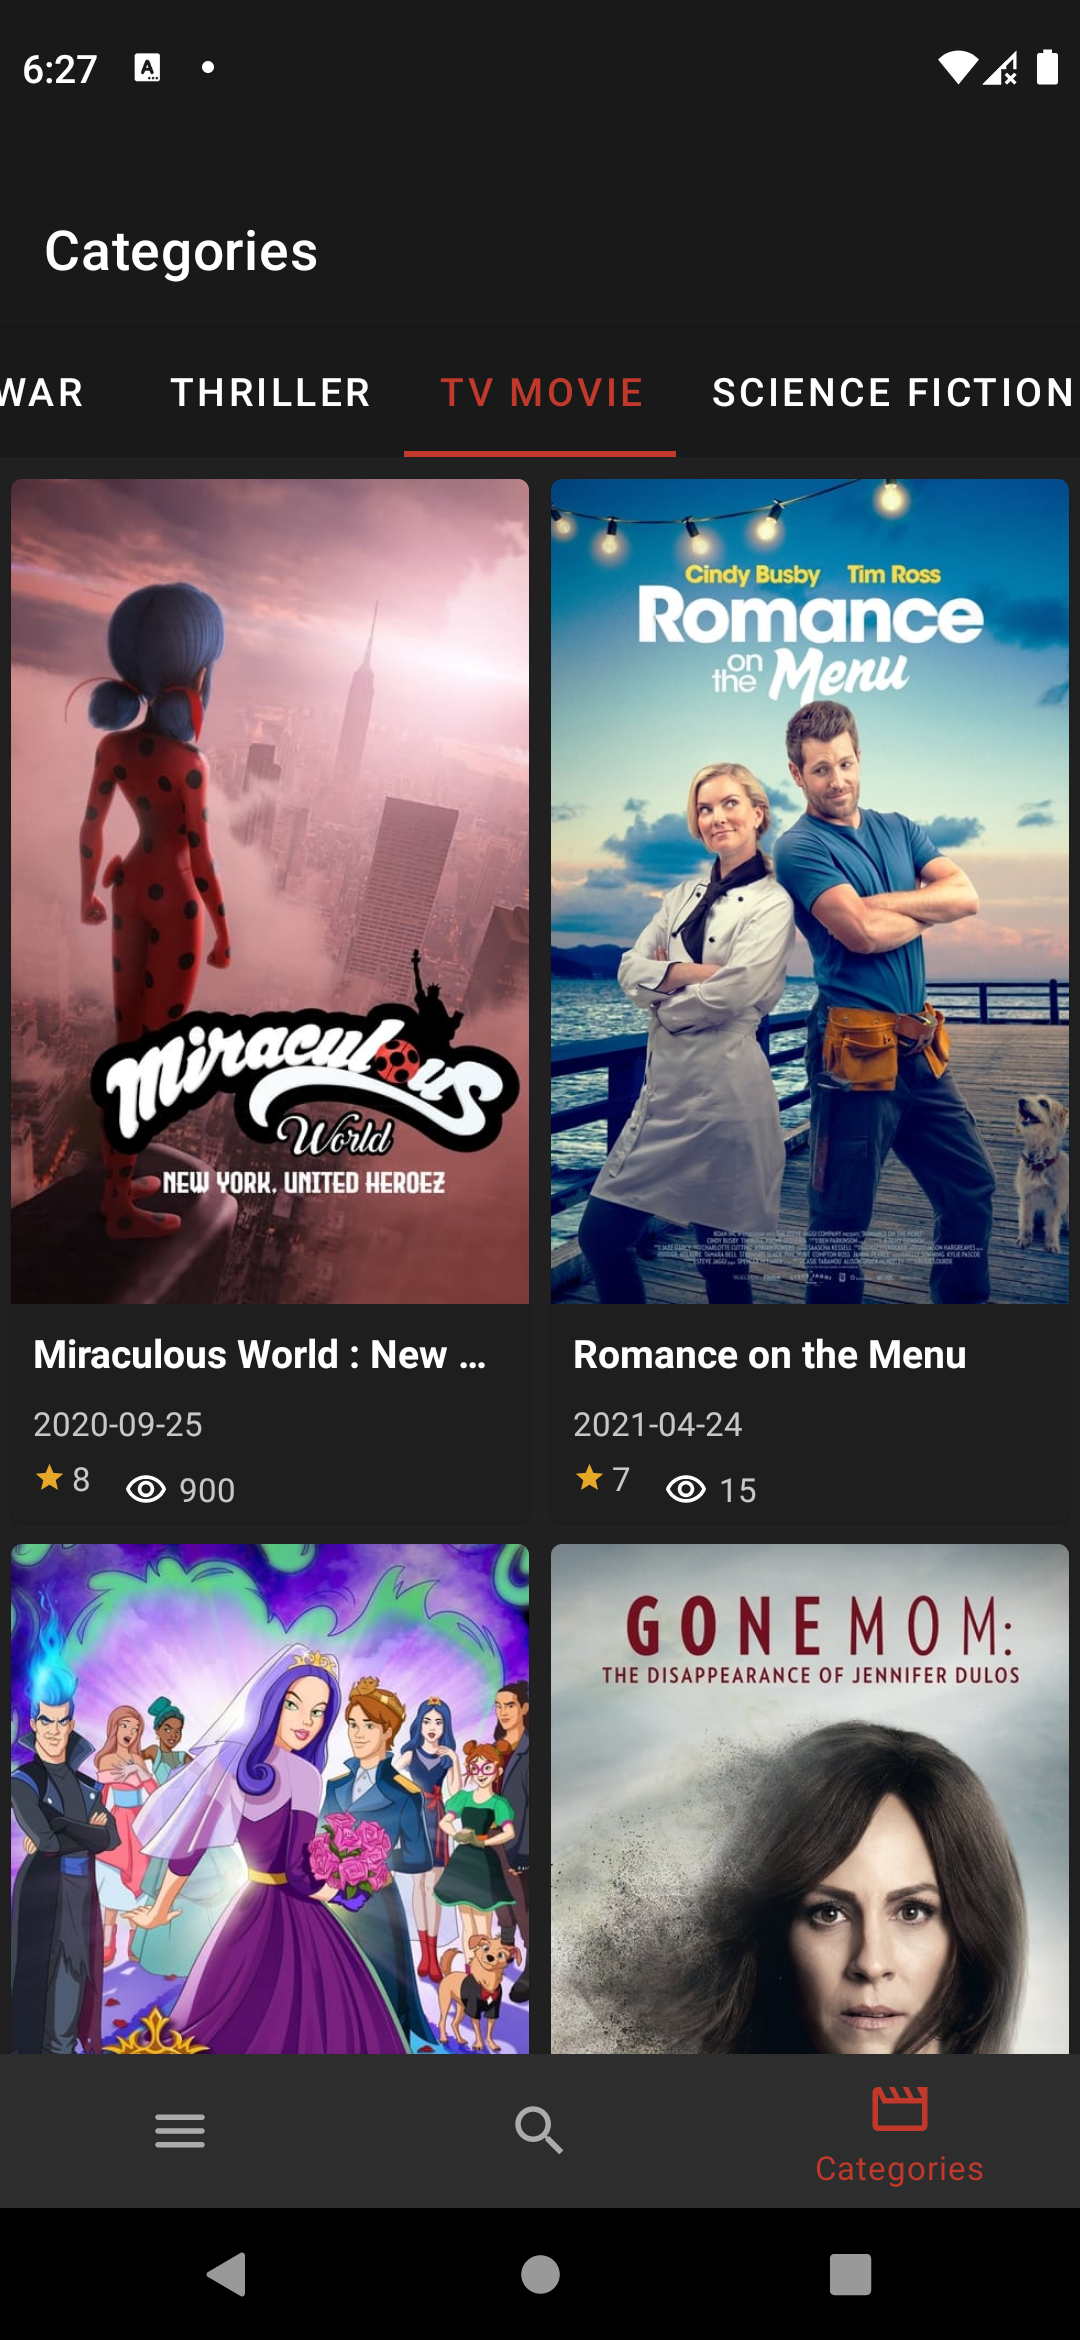 6:27
Categories
WAR THRILLER TV MOVIE SCIENCE FICTION
Miraculous
World
NEW YORK, UNITED HEROEZ
Cindy Busby Tim Ross
Romance
on the Menu
Miraculous World : New ...
2020-09-25
8 900
Romance on the Menu
2021-04-24
7 15
GONE MOM:
THE DISAPPEARANCE OF JENNIFER DULOS
Categories